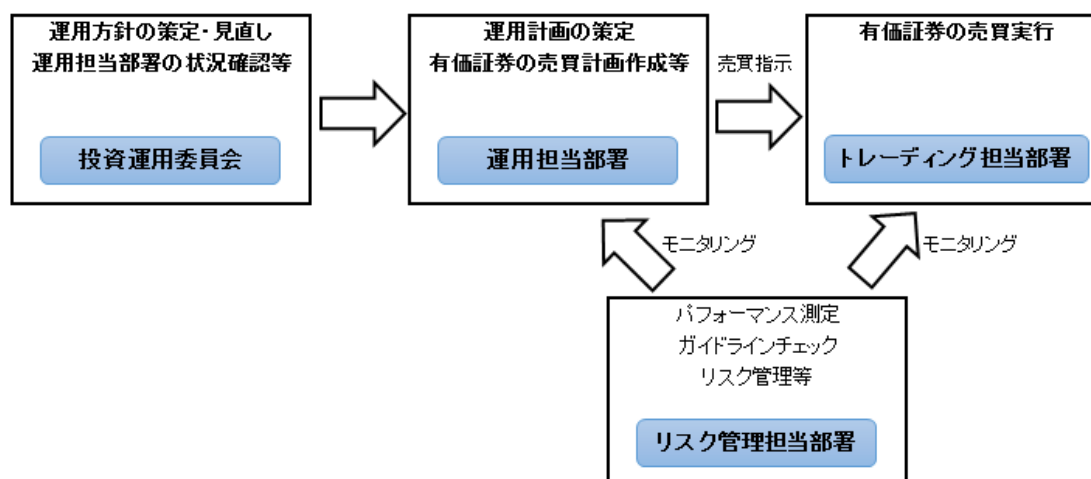 運用方針の策定・見直し
運用担当部署の状況確認等
投資運用委員会
運用計画の策定
有価証券の売買計画作成等
運用担当部署
売買指示
有価証券の売買実行
トレーディング担当部署
モニタリング
モニタリング
パフォーマンス測定
ガイドラインチェック
リスク管理等
リスク管理担当部署